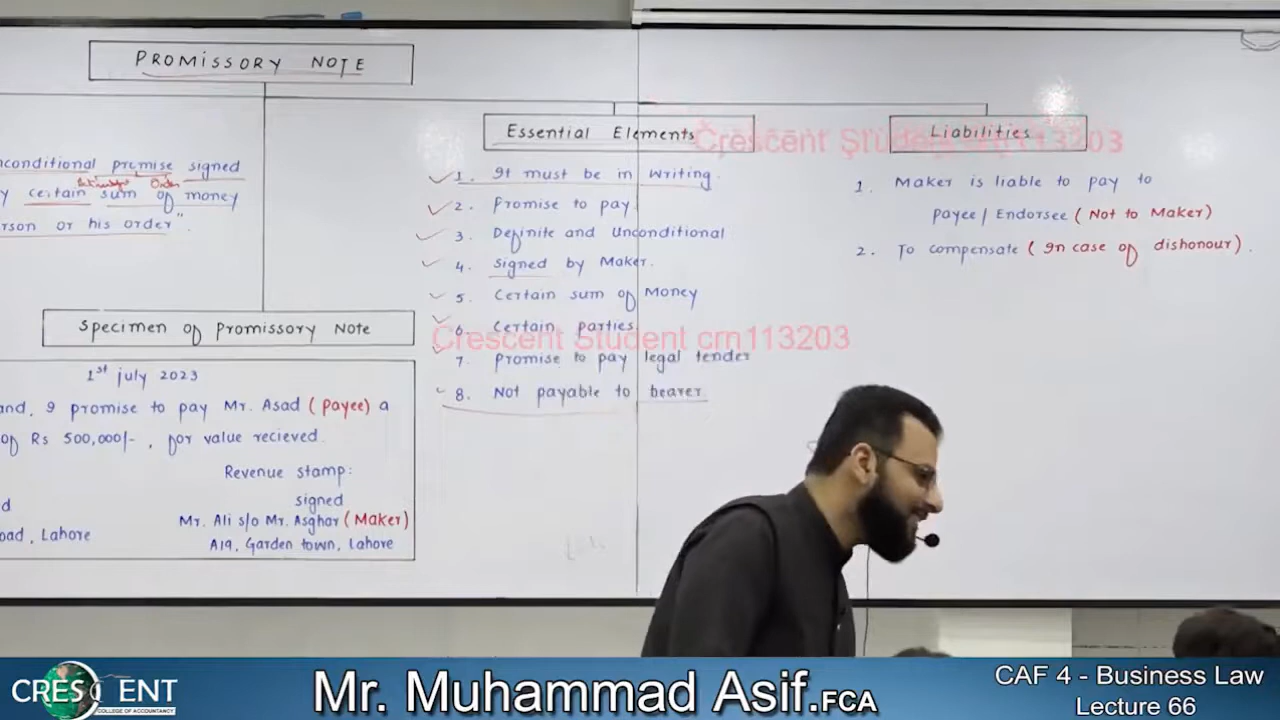 PROMISSORY NOTE
nconditional promise signed
Order
y certain sum of money
rson or his order".
Specimen of Promissory Note
1st july 2023
and, I promise to pay Mr. Asad (Payee) a
of Rs 500,000/-, for value recieved.
Revenue stamp:
signed
d
Mr. Ali s/o Mr. Asghar (Maker)
oad, Lahore
A19, Garden town, Lahore
Essential Elements
1. It must be in writing.
2. Promise to pay.
3. Definite and Unconditional
4. Signed by Maker.
5. Certain sum of Money
6. Certain parties
7. Promise to pay legal tender
8. Not payable to bearer.
Liabilities
1. Maker is liable to pay to
Payee/Endorsee (Not to Maker)
2. To compensate (In case of dishonour).
Crescent Student crn113203
Crescent Student crn113203
CRESCENT
COLLEGE OF ACCOUNTANCY
Mr. Muhammad Asif.FCA
CAF 4 - Business Law
Lecture 66